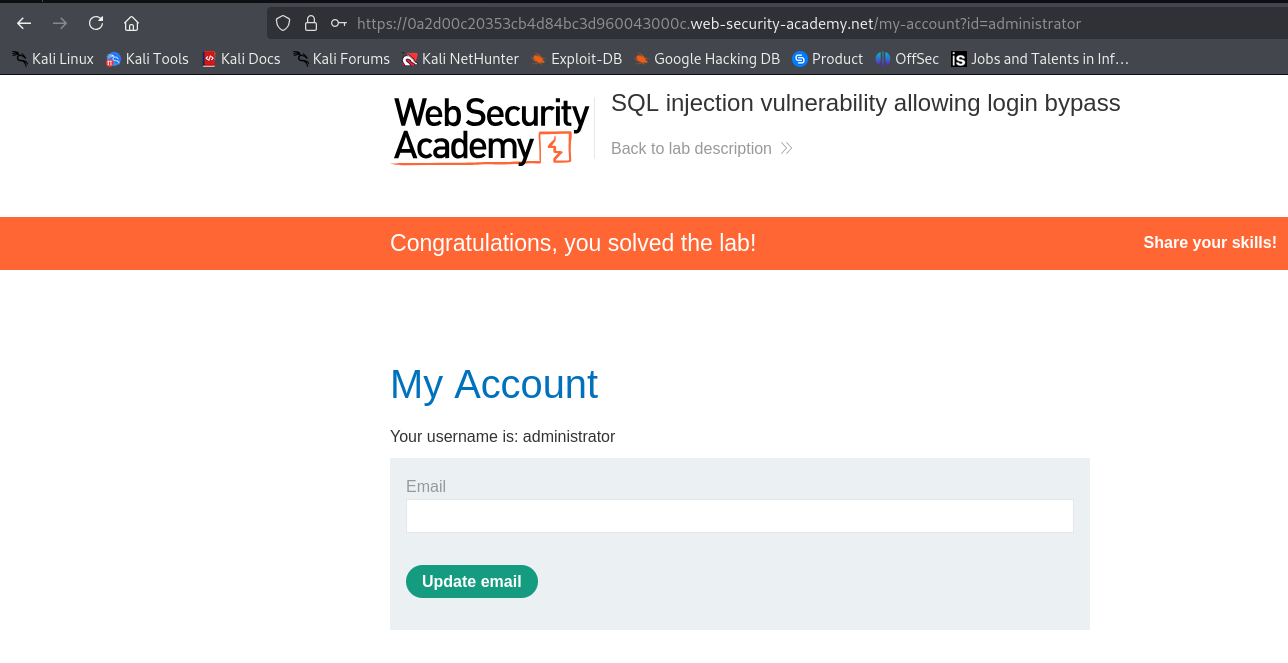 https://0a2d00c20353cb4d84bc3d960043000c.web-security-academy.net/my-account?id=administrator
Kali Linux Kali Tools Kali Docs Kali Forums Kali NetHunter Exploit-DB Google Hacking DB Product OffSec Jobs and Talents in Inf…
Web Security
Academy
SQL injection vulnerability allowing login bypass
Back to lab description
Congratulations, you solved the lab!
Share your skills!
My Account
Your username is: administrator
Email
Update email